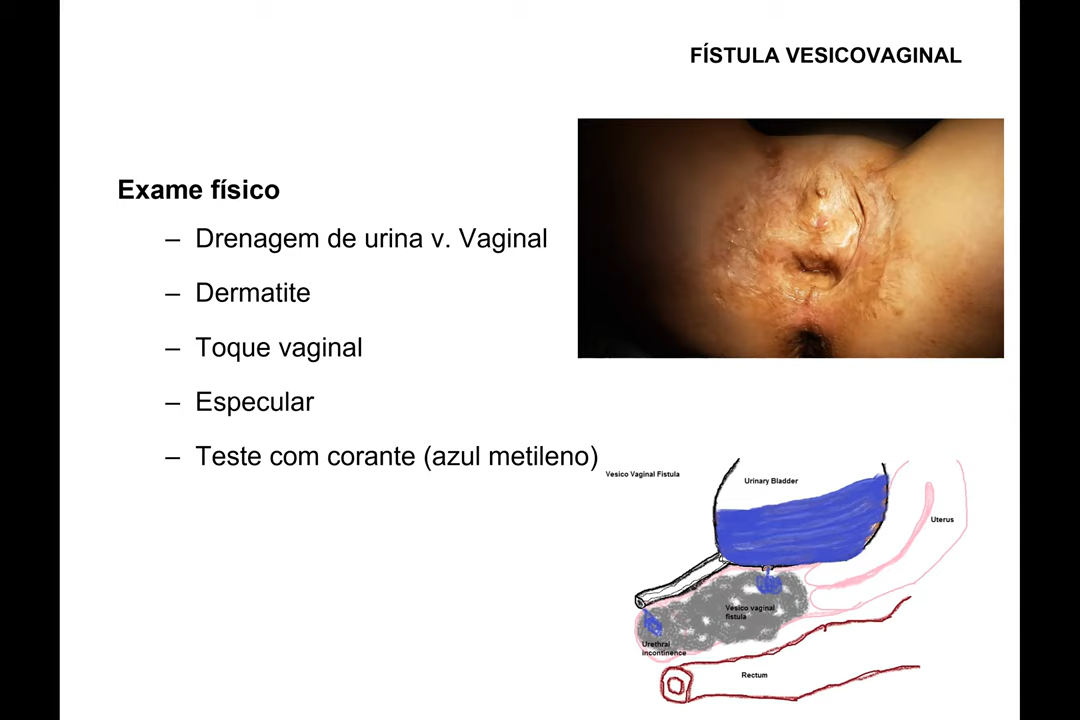 FÍSTULA VESICOVAGINAL
Exame físico
– Drenagem de urina v. Vaginal
– Dermatite
– Toque vaginal
– Especular
– Teste com corante (azul metileno)
Vesico Vaginal Fistula
Urinary Bladder
Uterus
Vesico vaginal
fistula
Urethral
incontinence
Rectum